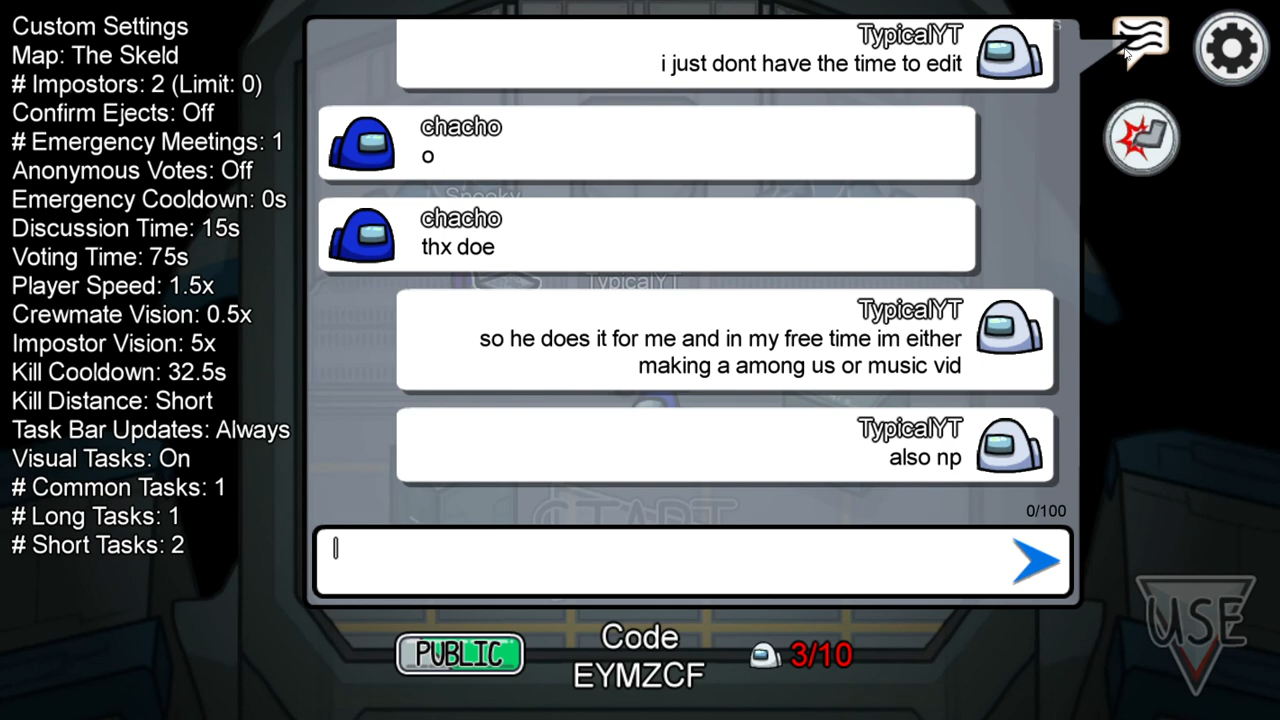 Custom Settings
Map: The Skeld
# Impostors: 2 (Limit: 0)
Confirm Ejects: Off
# Emergency Meetings: 1
Anonymous Votes: Off
Emergency Cooldown: 0s
Discussion Time: 15s
Voting Time: 75s
Player Speed: 1.5x
Crewmate Vision: 0.5x
Impostor Vision: 5x
Kill Cooldown: 32.5s
Kill Distance: Short
Task Bar Updates: Always
Visual Tasks: On
# Common Tasks: 1
# Long Tasks: 1
# Short Tasks: 2
TypicalYT
i just dont have the time to edit
chacho
o
Spooky
chacho
thx doe
TypicalYT
TypicalYT
so he does it for me and in my free time im either
making a among us or music vid
TypicalYT
also np
START
0/100
PUBLIC
Code
EYMZCF
3/10
USE